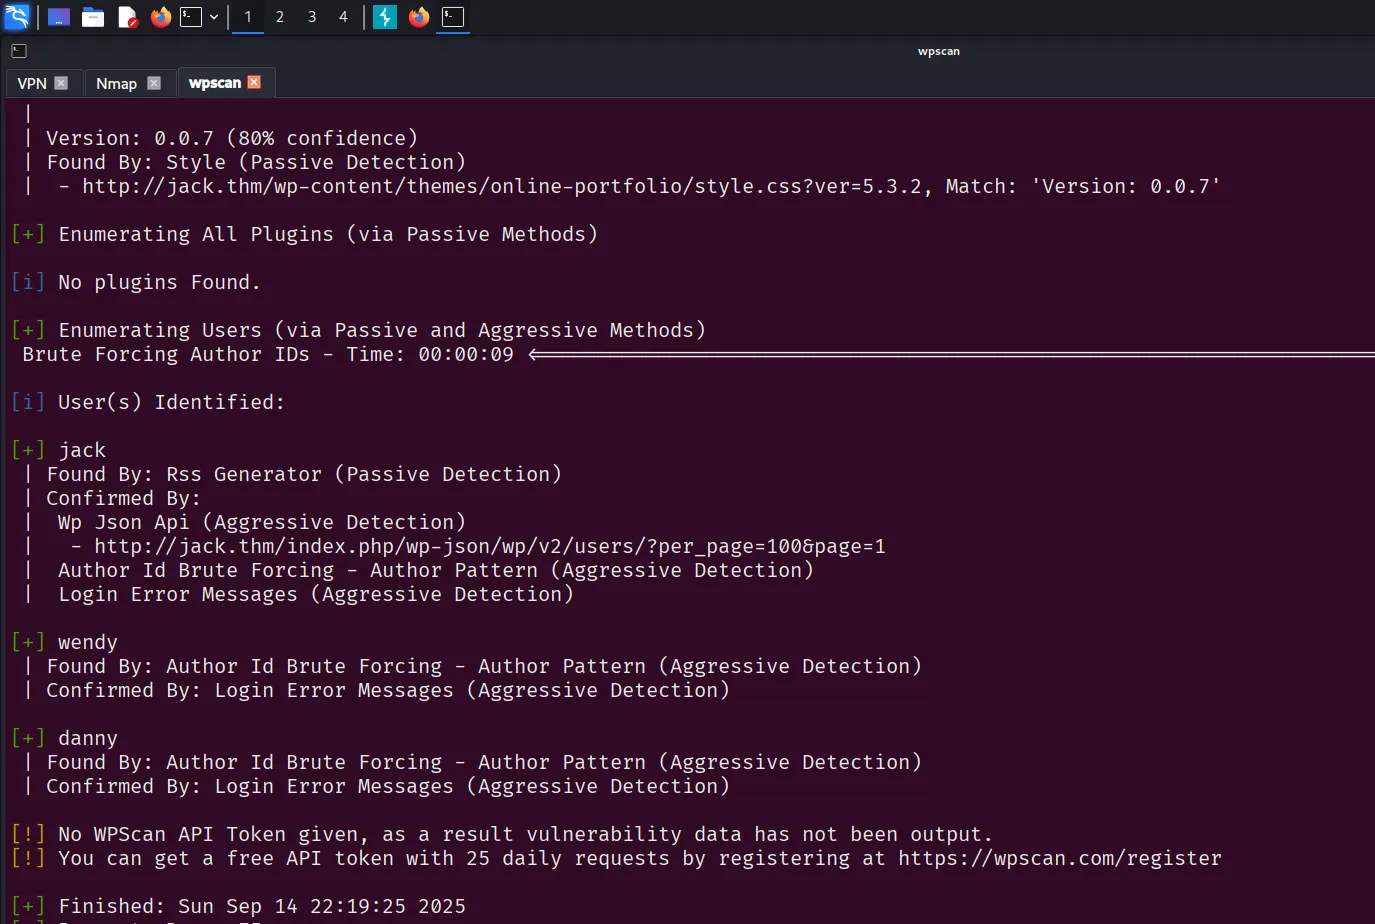 1 2 3 4
wpscan
VPN
Nmap
wpscan
|
| Version: 0.0.7 (80% confidence)
| Found By: Style (Passive Detection)
|  - http://jack.thm/wp-content/themes/online-portfolio/style.css?ver=5.3.2, Match: 'Version: 0.0.7'
[+] Enumerating All Plugins (via Passive Methods)
[i] No plugins Found.
[+] Enumerating Users (via Passive and Aggressive Methods)
Brute Forcing Author IDs - Time: 00:00:09 <==================================================
[i] User(s) Identified:
[+] jack
| Found By: Rss Generator (Passive Detection)
| Confirmed By:
|  Wp Json Api (Aggressive Detection)
|   - http://jack.thm/index.php/wp-json/wp/v2/users/?per_page=100&page=1
|  Author Id Brute Forcing - Author Pattern (Aggressive Detection)
|  Login Error Messages (Aggressive Detection)
[+] wendy
| Found By: Author Id Brute Forcing - Author Pattern (Aggressive Detection)
| Confirmed By: Login Error Messages (Aggressive Detection)
[+] danny
| Found By: Author Id Brute Forcing - Author Pattern (Aggressive Detection)
| Confirmed By: Login Error Messages (Aggressive Detection)
[!] No WPScan API Token given, as a result vulnerability data has not been output.
[!] You can get a free API token with 25 daily requests by registering at https://wpscan.com/register
[+] Finished: Sun Sep 14 22:19:25 2025